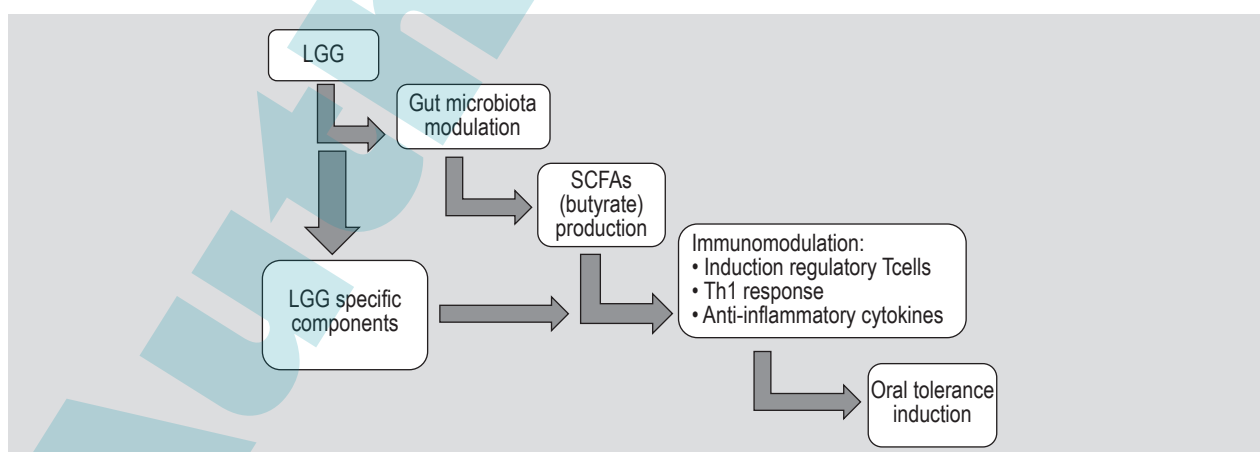 LGG
Gut microbiota
modulation
SCFAs
(butyrate)
production
Immunomodulation:
• Induction regulatory Tcells
• Th1 response
• Anti-inflammatory cytokines
LGG specific
components
Oral tolerance
induction